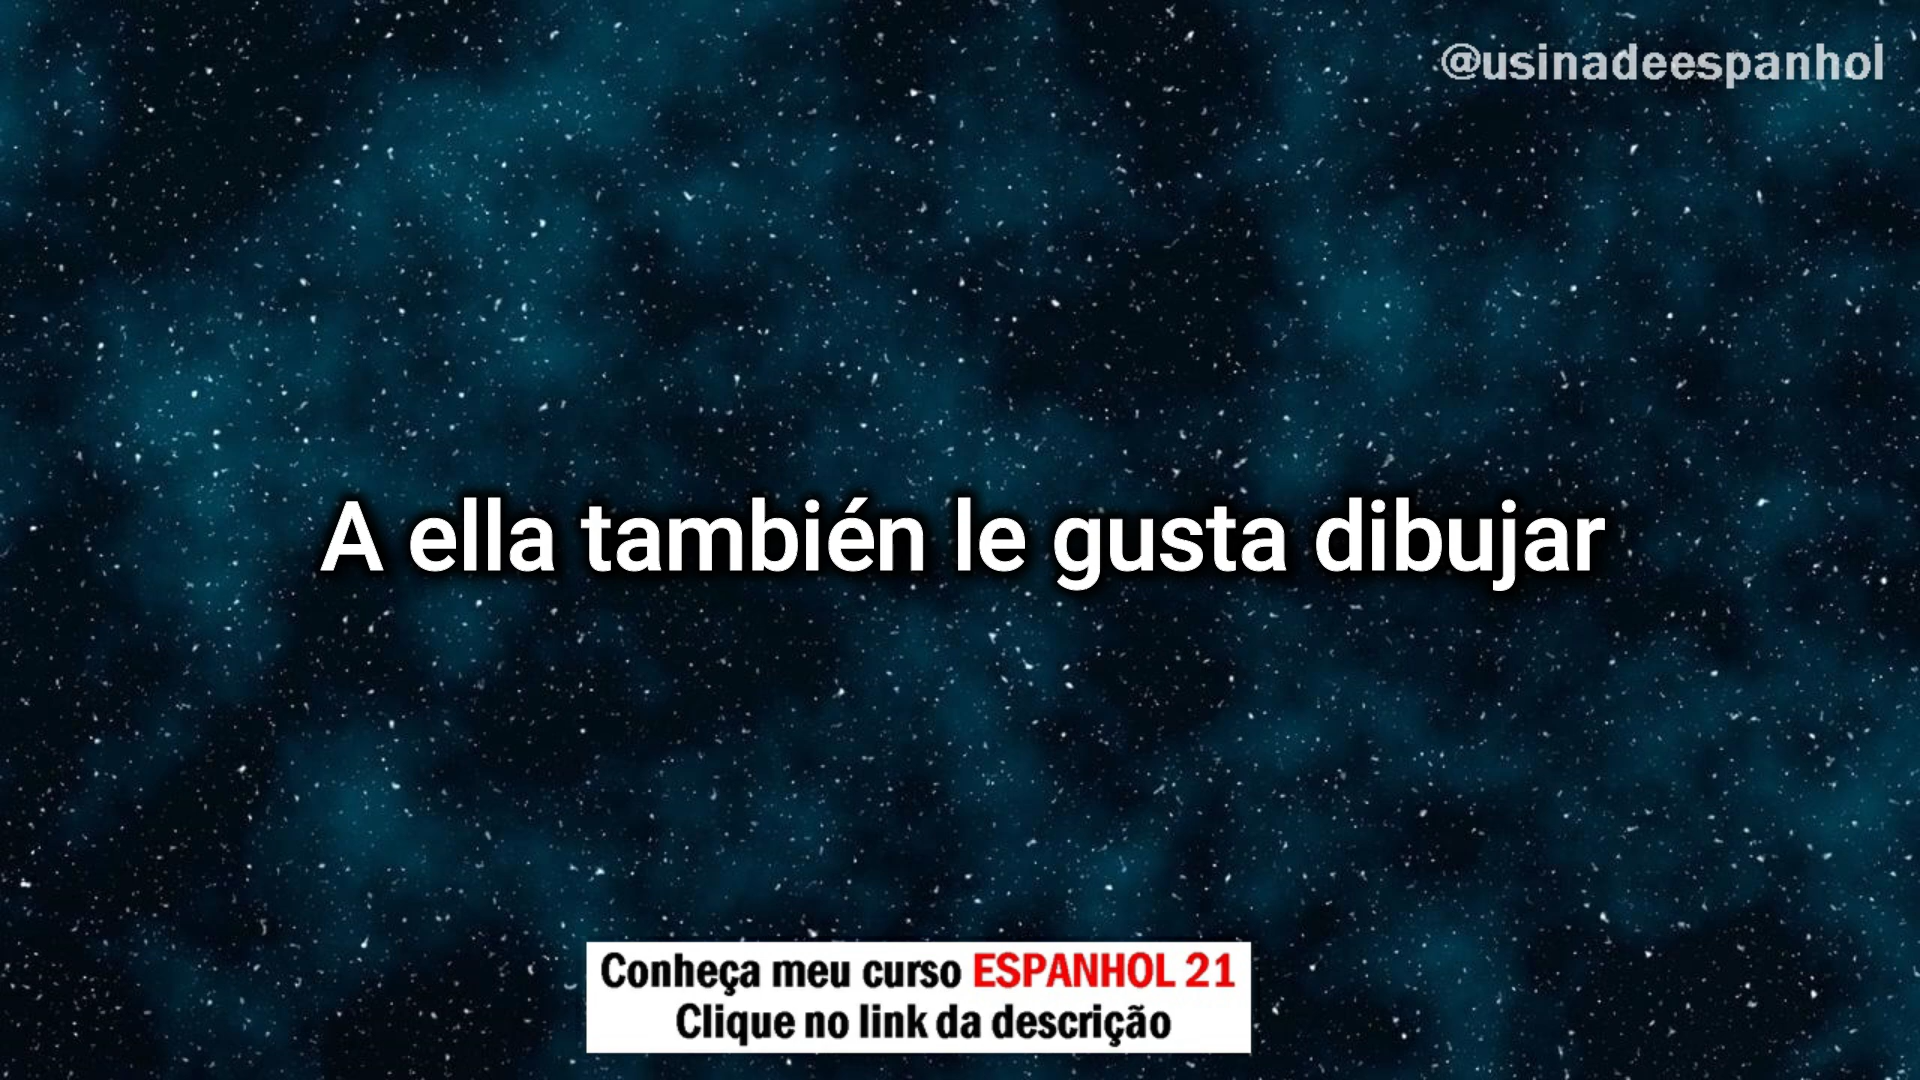 @usinadeespanhol
A ella también le gusta dibujar
Conheça meu curso ESPANHOL 21
Clique no link da descrição